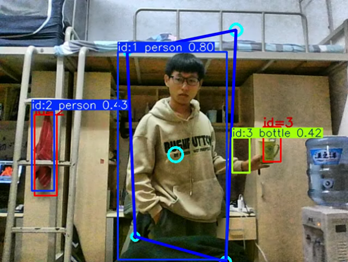 id:1 person 0.80
id:2 person 0.43
id=3
id:3 bottle 0.42